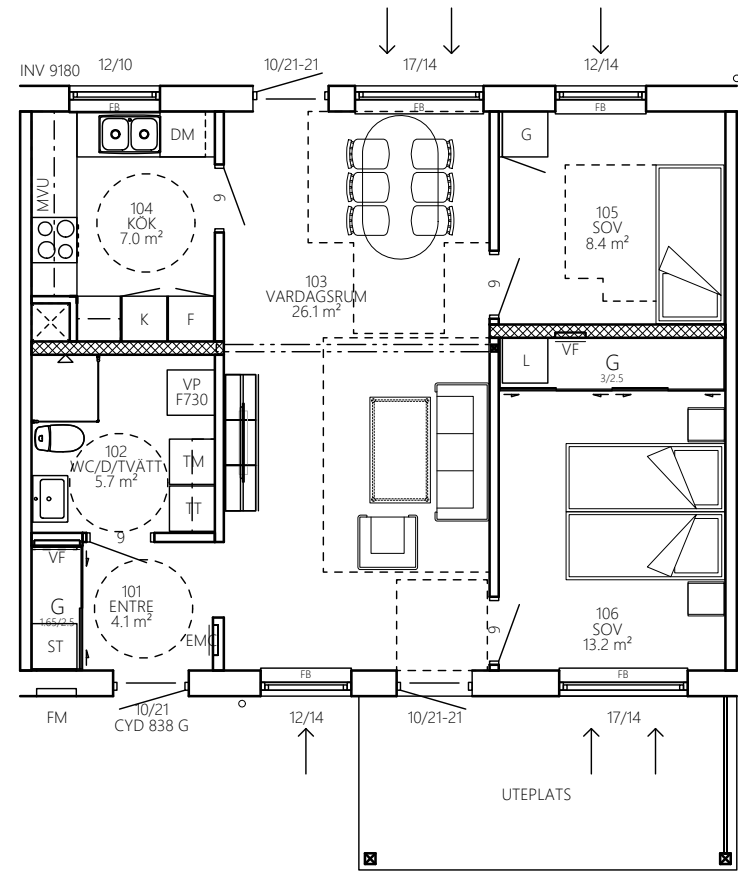 INV 9180
12/10
10/21-21
17/14
12/14
FB
FB
FB
DM
G
MVU
9
104
KÖK
7.0 m²
105
SOV
8.4 m²
103
VARDAGSRUM
26.1 m²
9
K
F
VF
L
G
3/2.5
VP
F730
102
WC/D/TVÄTT
5.7 m²
TM
TT
9
VF
101
ENTRE
4.1 m²
G
1.65/2.5
ST
EMC
9
106
SOV
13.2 m²
FB
FB
FM
10/21
CYD 838 G
12/14
10/21-21
17/14
UTEPLATS